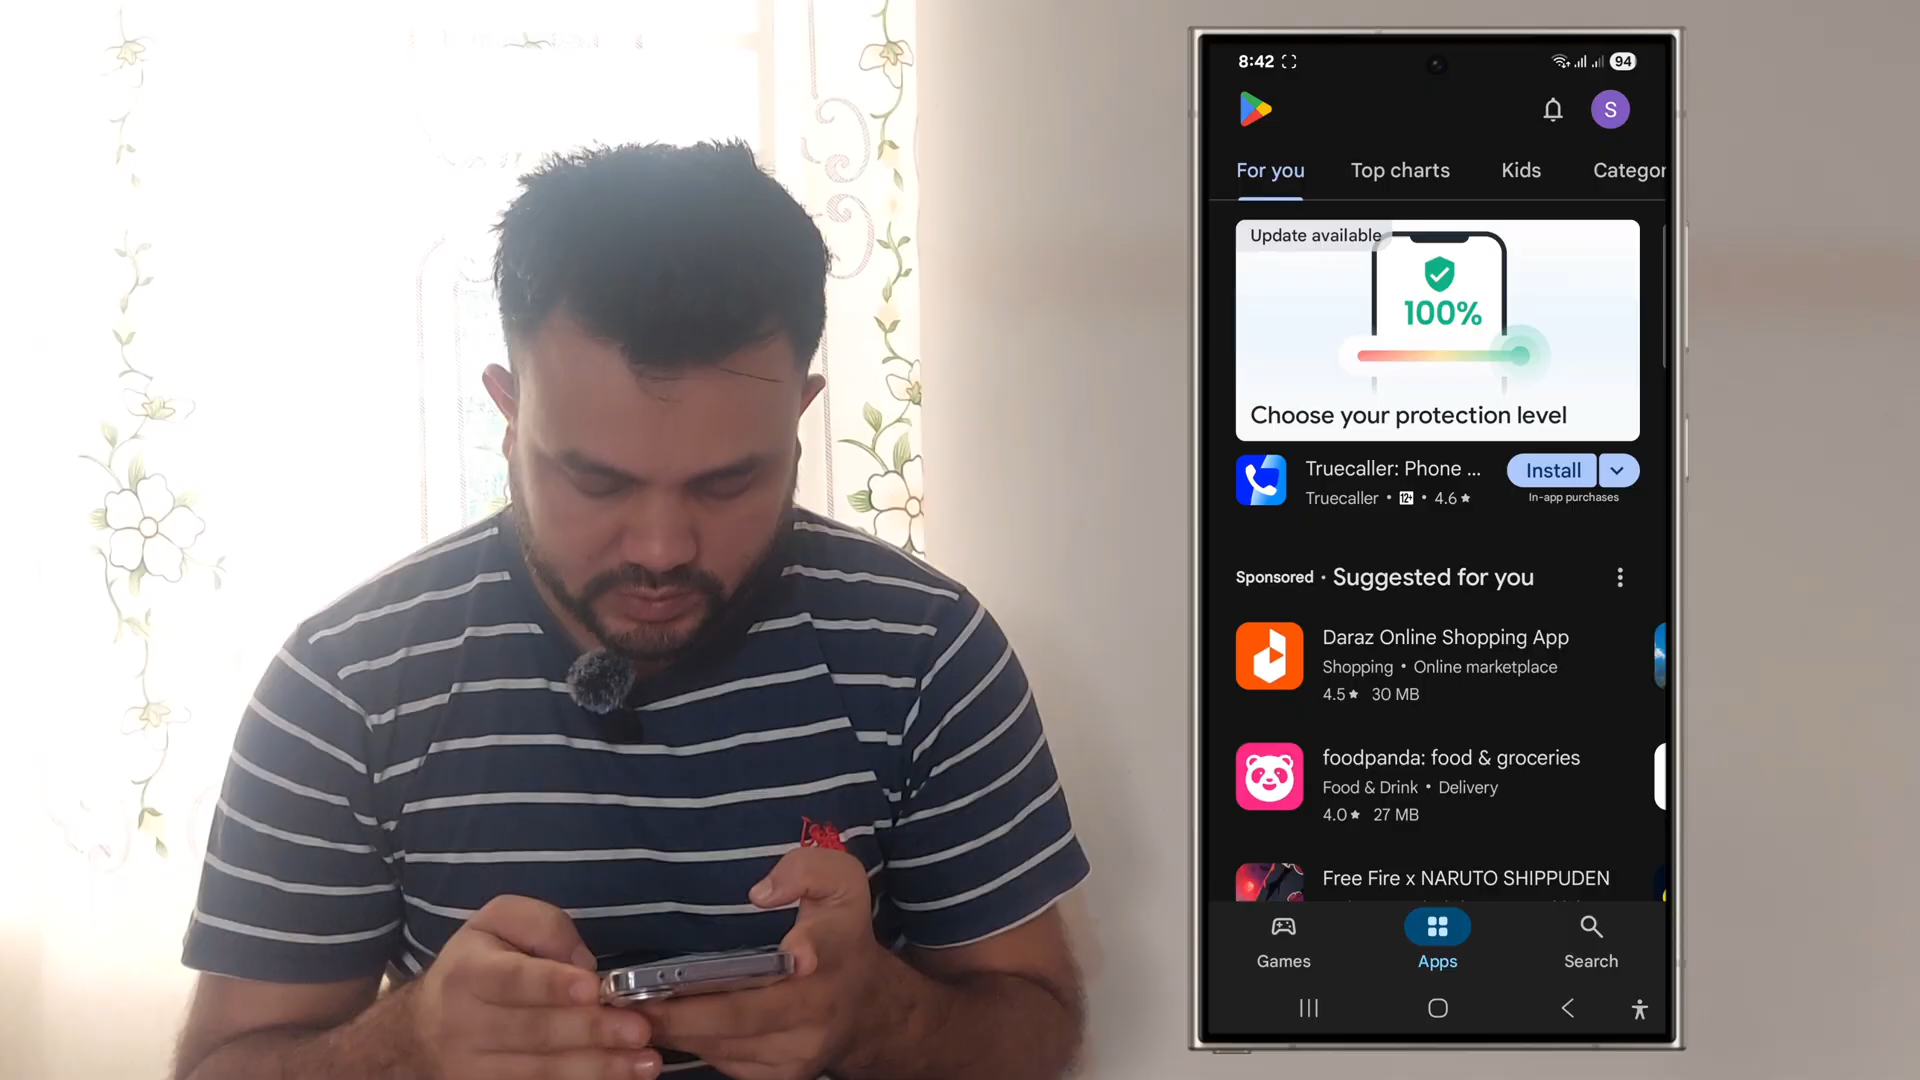 8:42
94
S
For you
Top charts
Kids
Categor
Update available
100%
Choose your protection level
Truecaller: Phone ...
Install
Truecaller • 12+ • 4.6
In-app purchases
Sponsored • Suggested for you
Daraz Online Shopping App
Shopping • Online marketplace
4.5 30 MB
foodpanda: food & groceries
Food & Drink • Delivery
4.0 27 MB
Free Fire x NARUTO SHIPPUDEN
Games
Apps
Search